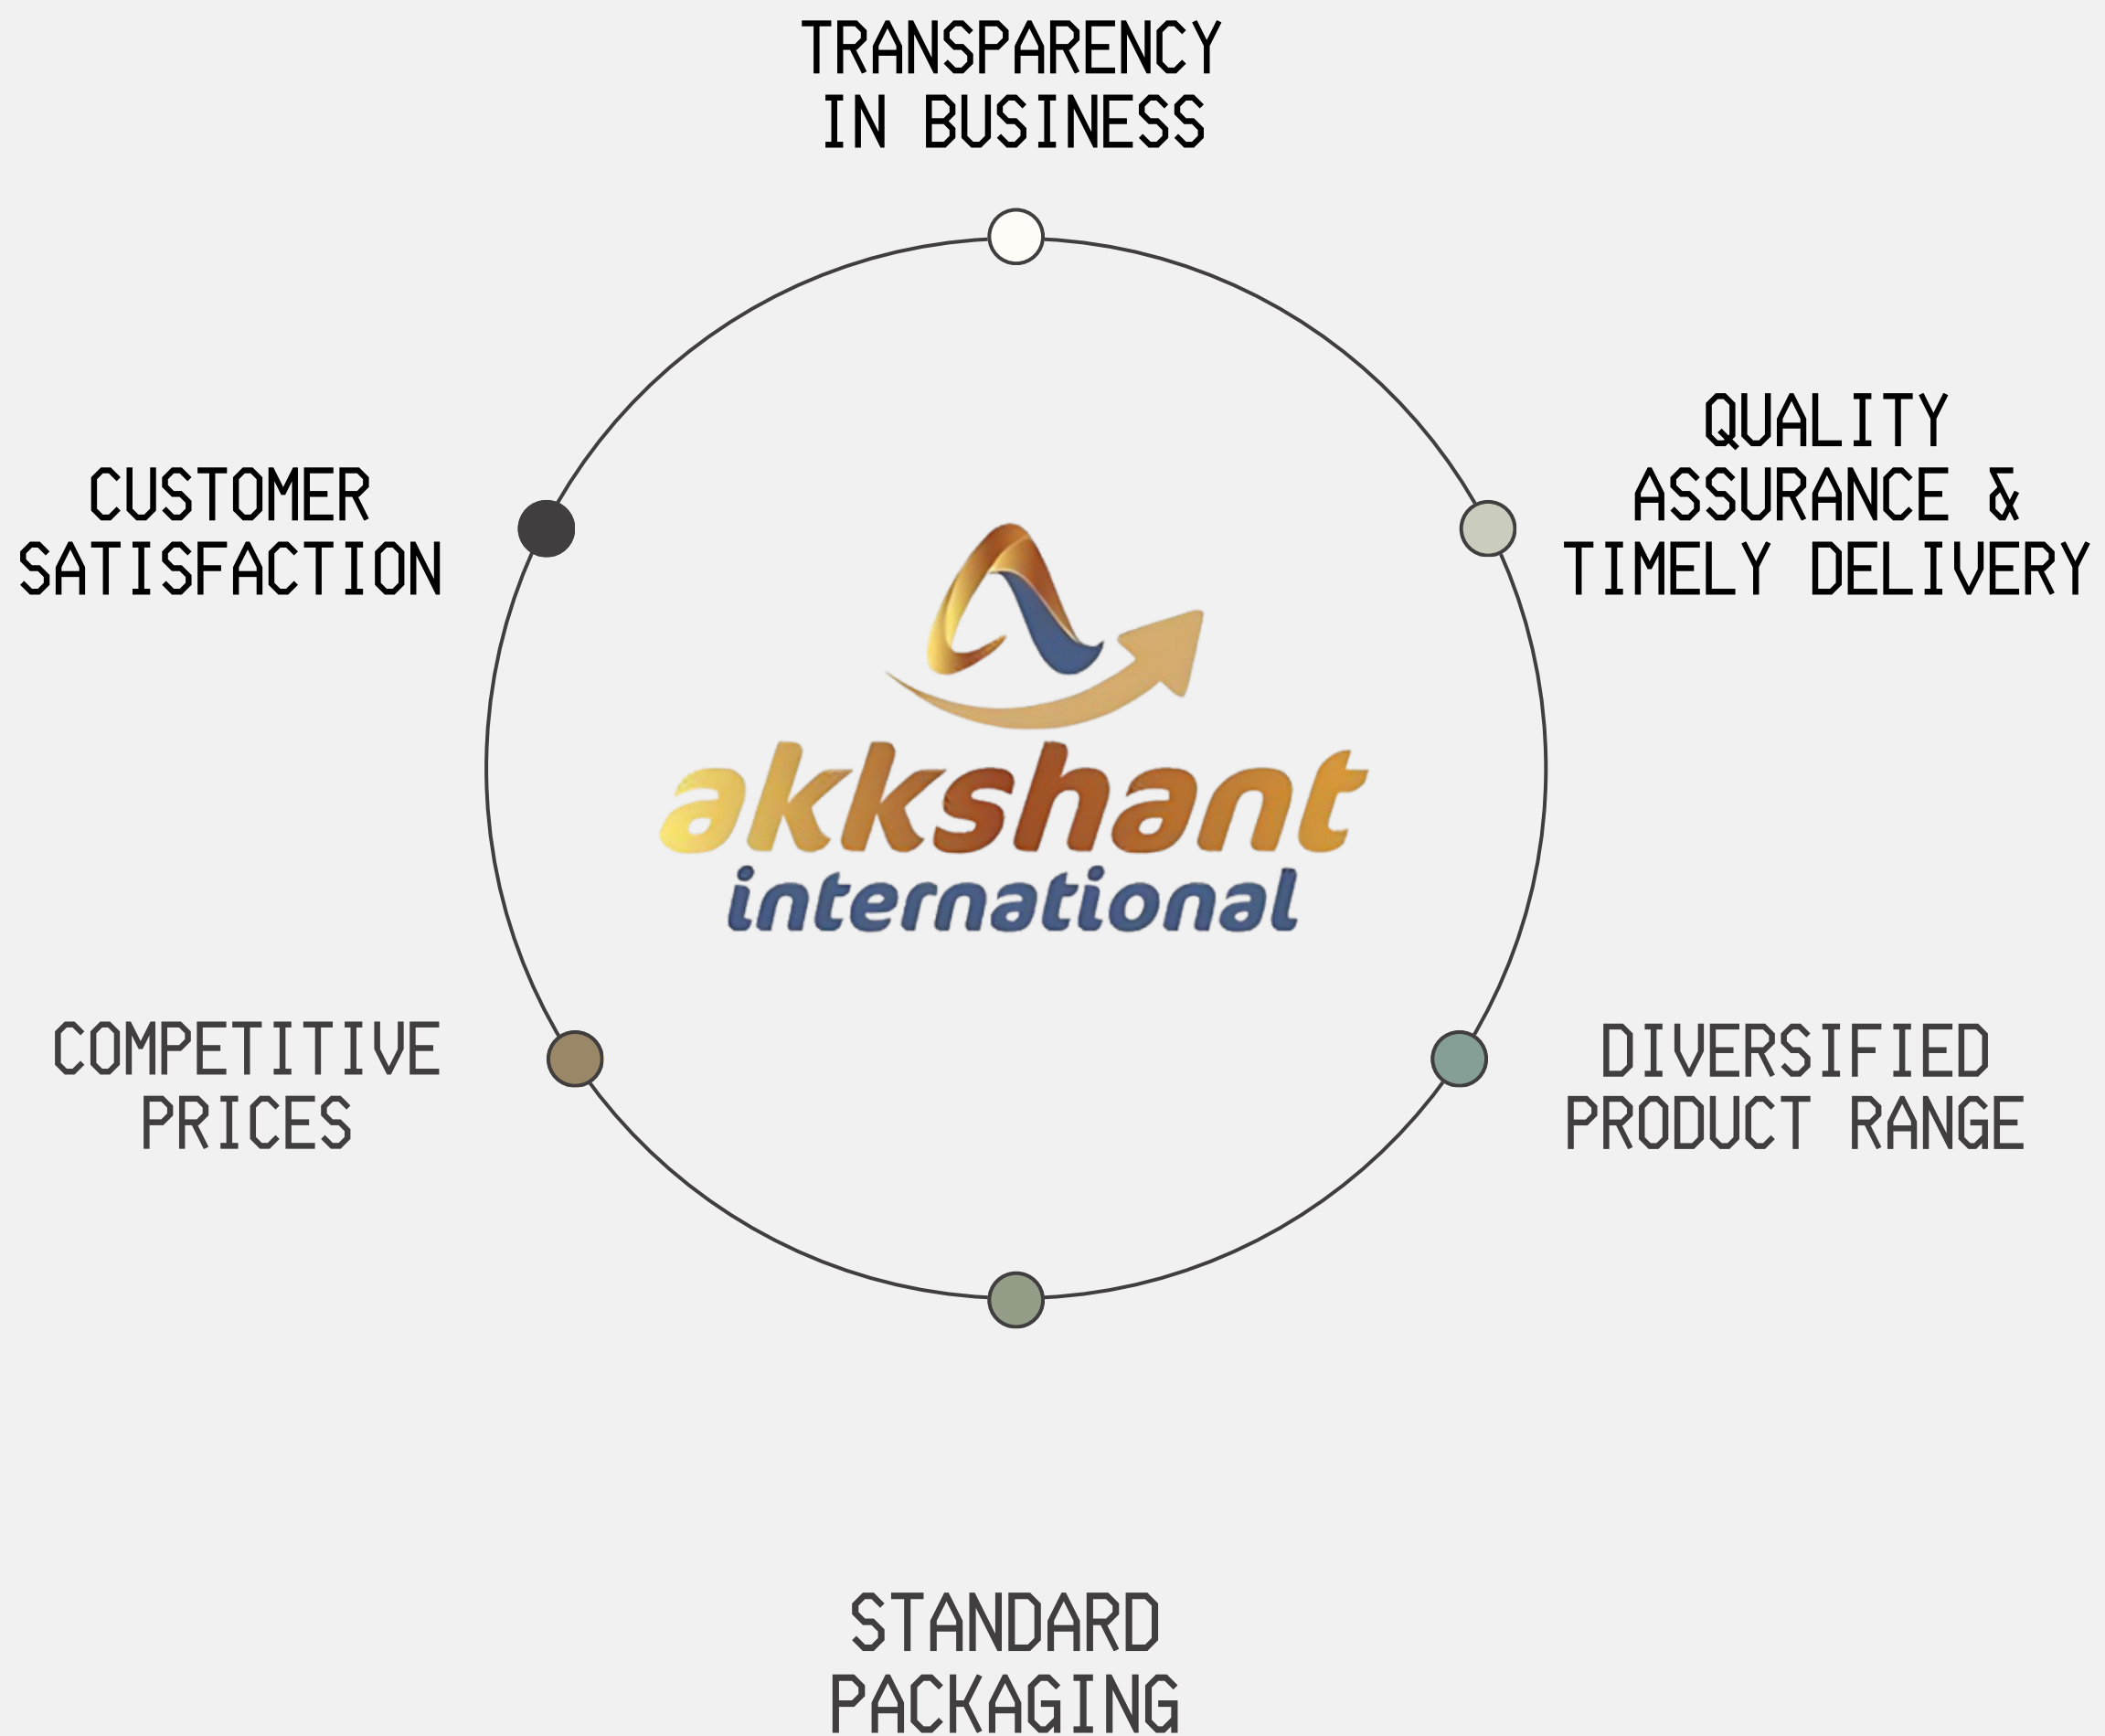 TRANSPARENCY
IN BUSINESS
QUALITY
ASSURANCE &
TIMELY DELIVERY
CUSTOMER
SATISFACTION
akkshant
international
COMPETITIVE
PRICES
DIVERSIFIED
PRODUCT RANGE
STANDARD
PACKAGING